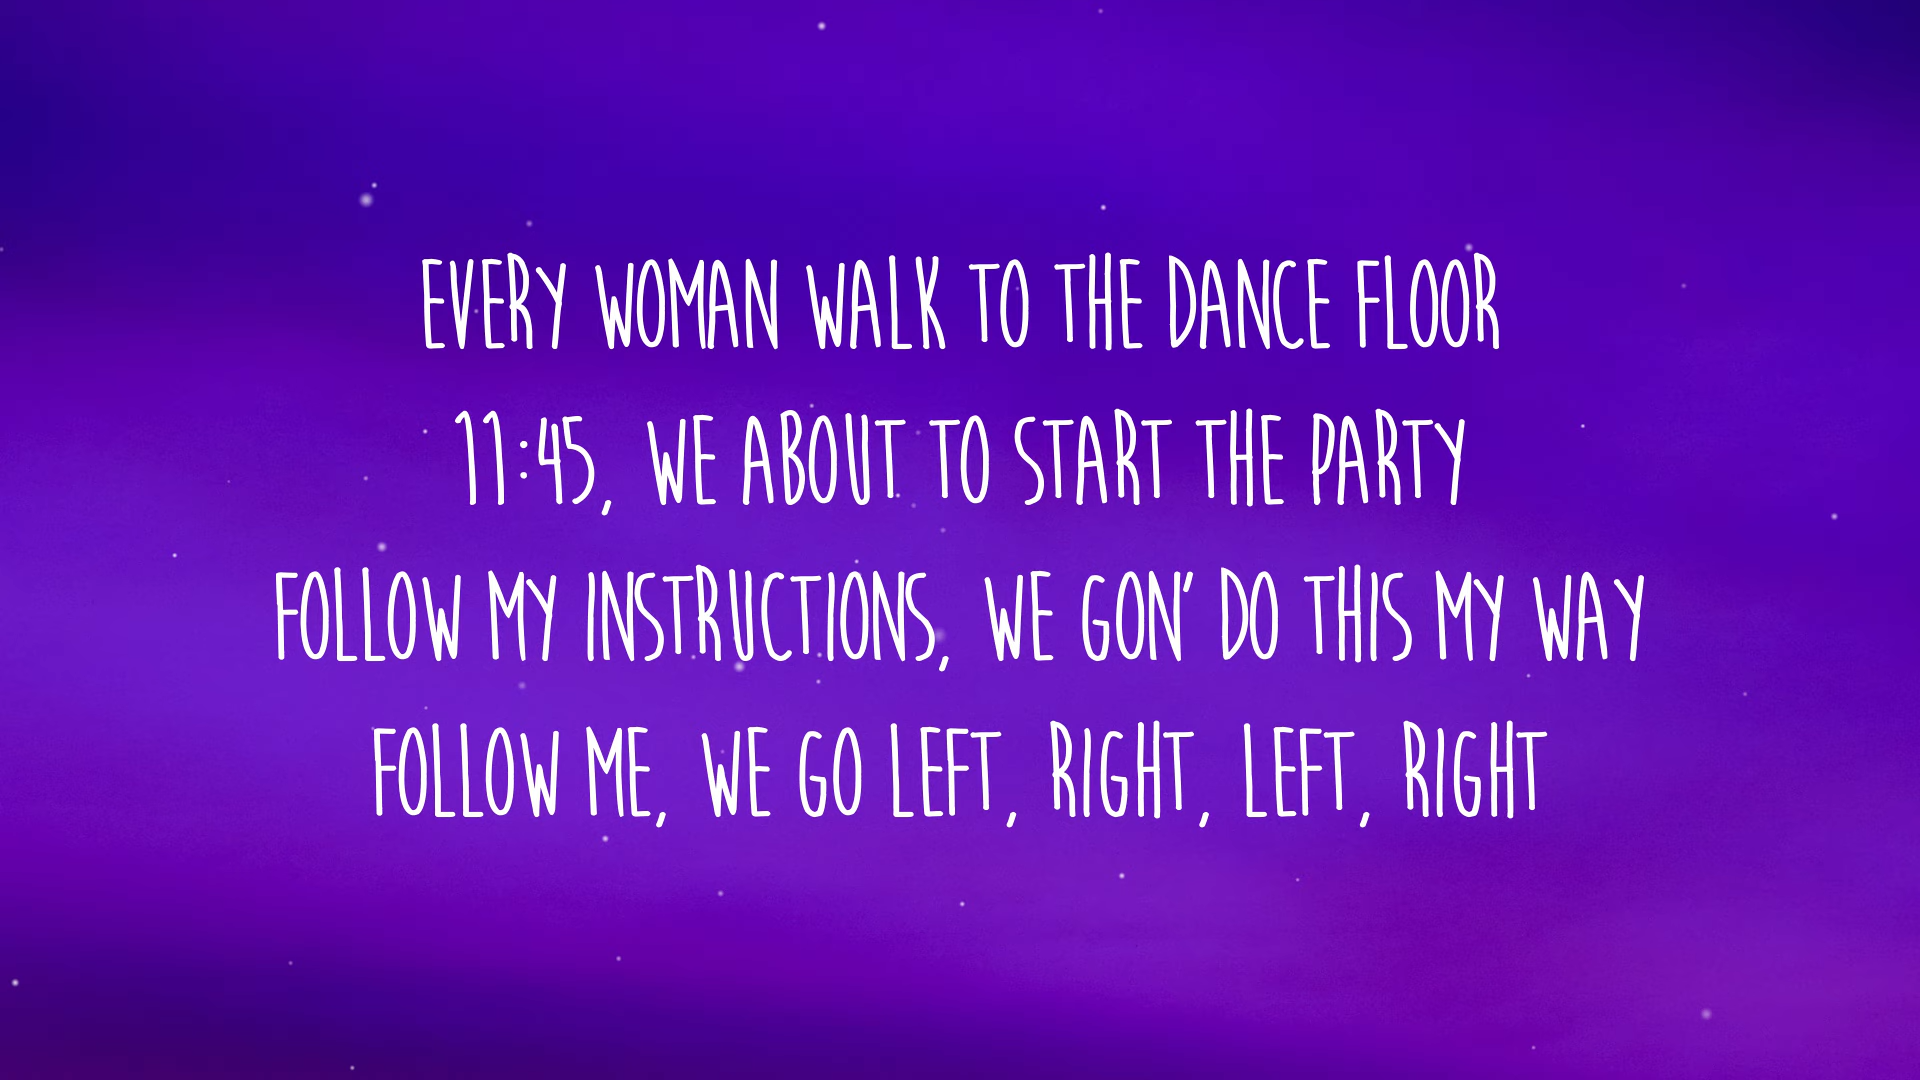 EVERY WOMAN WALK TO THE DANCE FLOOR
11:45, WE ABOUT TO START THE PARTY
FOLLOW MY INSTRUCTIONS, WE GON' DO THIS MY WAY
FOLLOW ME, WE GO LEFT, RIGHT, LEFT, RIGHT